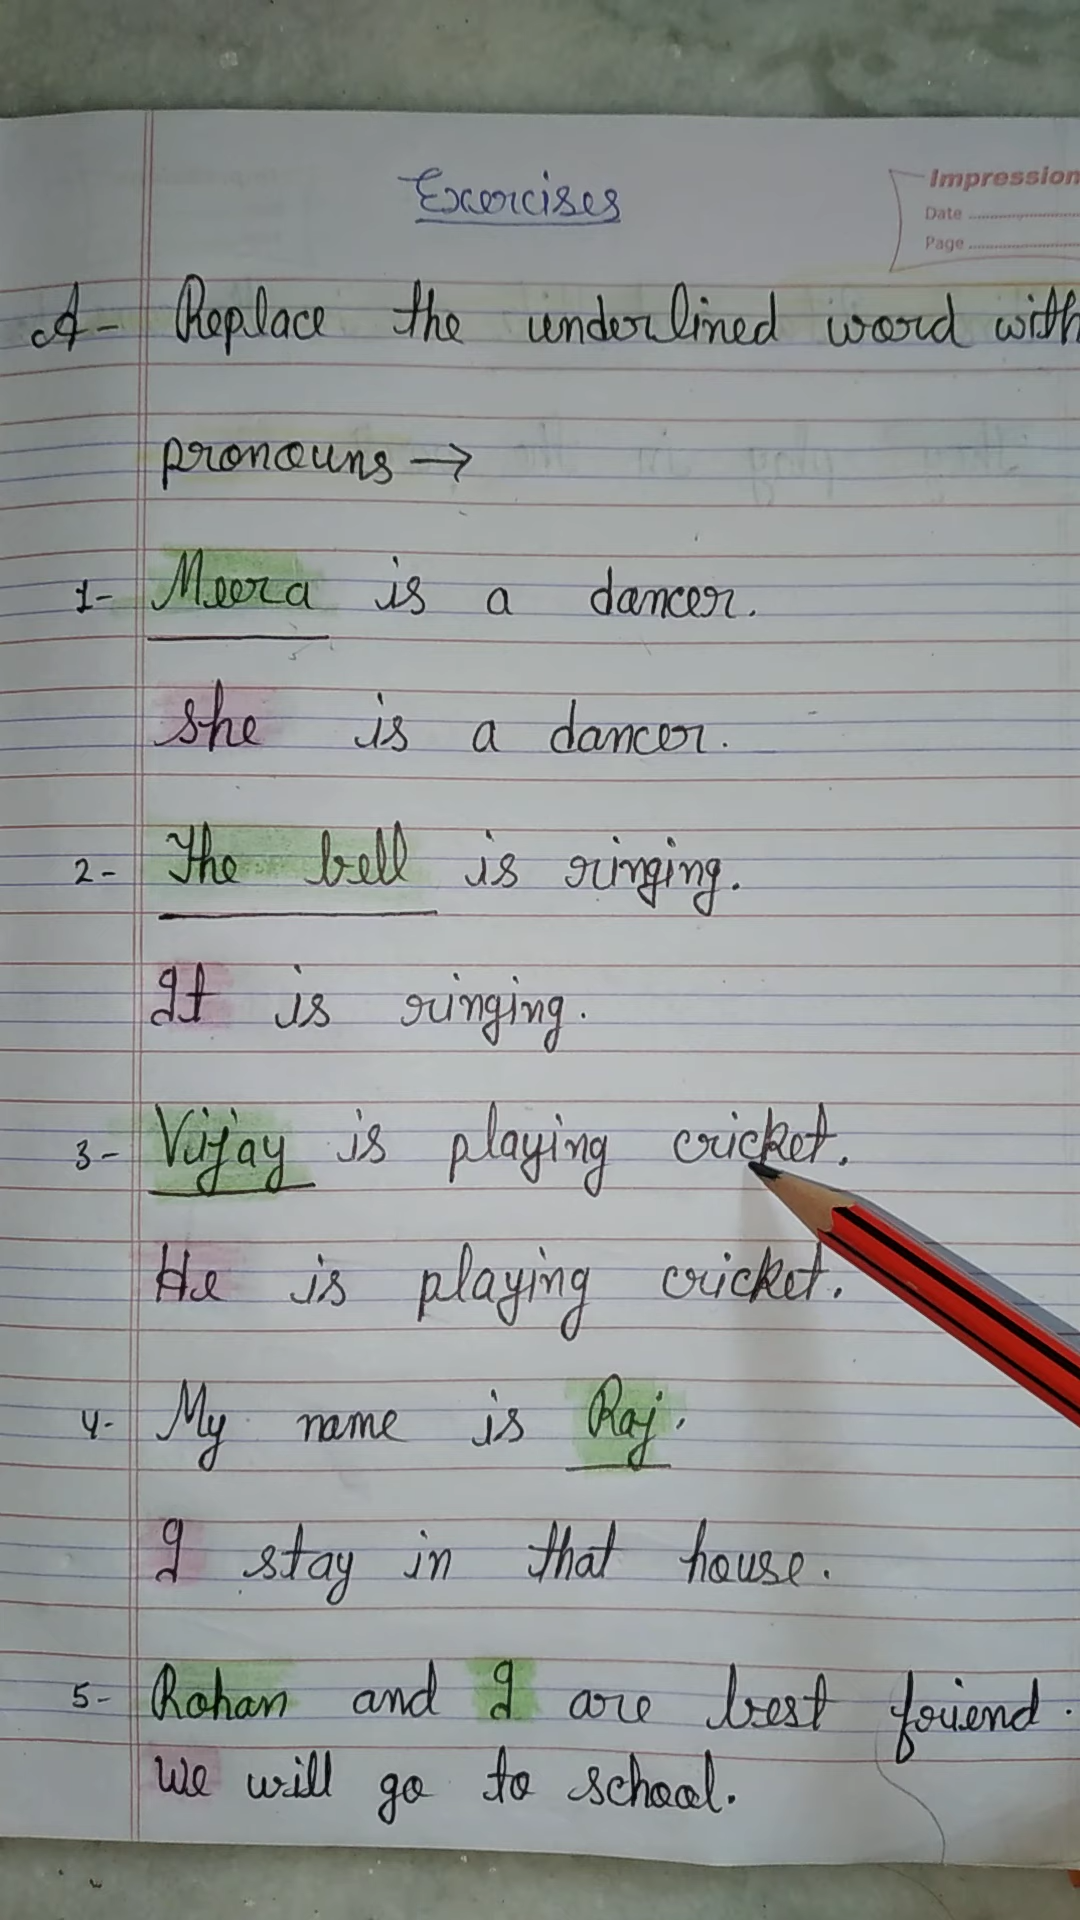 Exercises
Impression
Date
Page
A- Replace the underlined word with
pronouns →
1- Meera is a dancer.
She is a dancer.
2- The bell is ringing.
It is ringing.
3- Vijay is playing cricket.
He is playing cricket.
4- My name is Raj.
I stay in that house.
5- Rohan and I are best friend.
We will go to school.